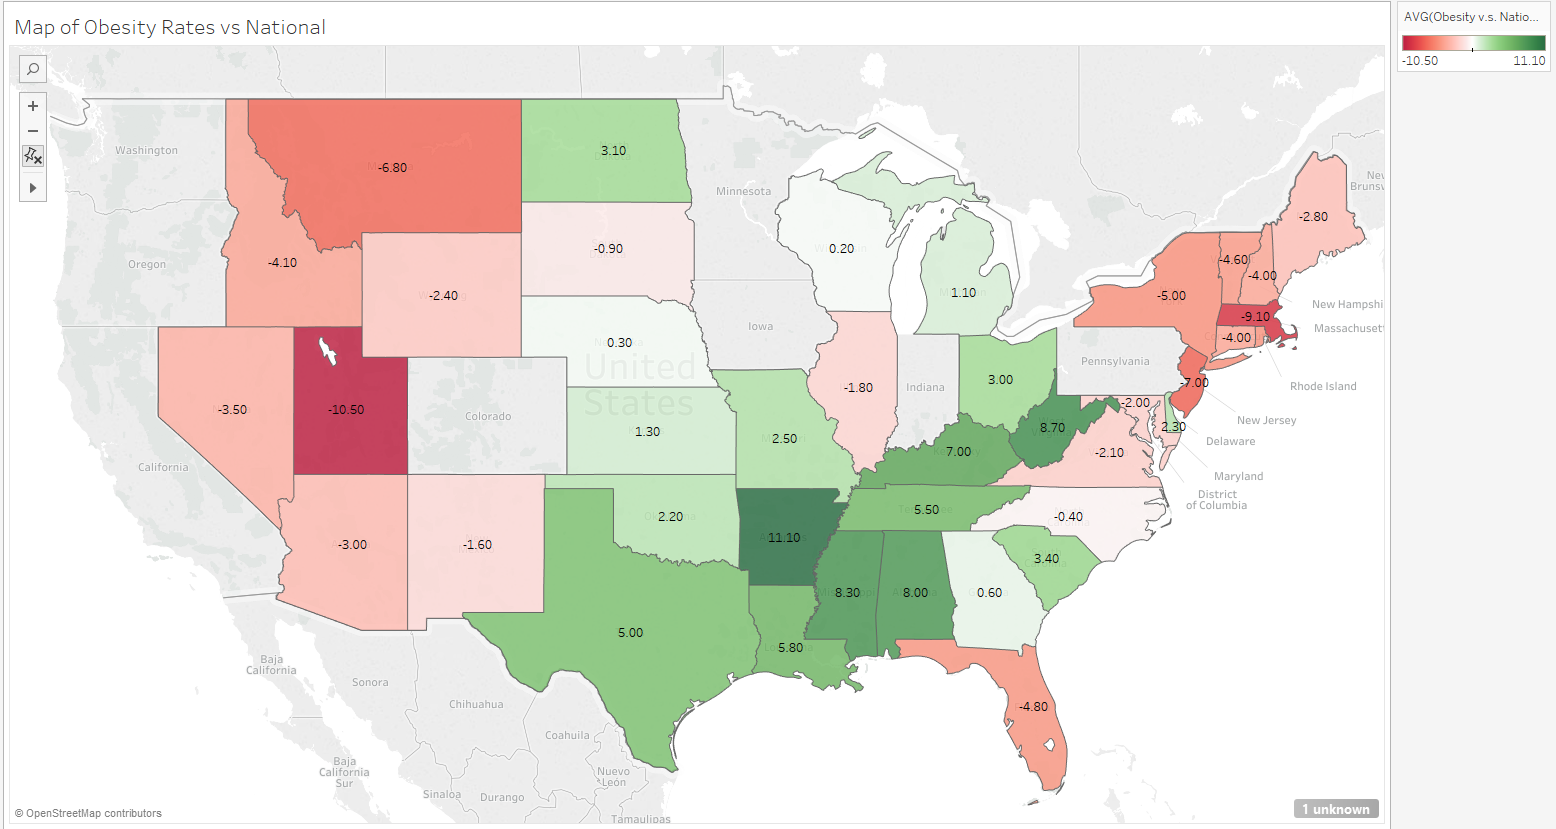 Map of Obesity Rates vs National
AVG(Obesity v.s. Natio...
-10.50 11.10
Washington
-6.80
3.10
Minnesota
New
Brunsw
-2.80
Oregon
-4.10
-0.90
0.20
-4.60
-4.00
-2.40
1.10
-5.00
New Hampshi
-9.10
Massachuset
Iowa
0.30
-4.00
United
States
Pennsylvania
-3.50
-10.50
Colorado
-1.80
Indiana
3.00
-7.00
Rhode Island
1.30
-2.00
New Jersey
2.50
8.70
2.30
Delaware
California
7.00
-2.10
Maryland
District
of Columbia
2.20
5.50
-0.40
-3.00
-1.60
11.10
3.40
8.30
8.00
0.60
5.00
5.80
Baja
California
Sonora
Chihuahua
-4.80
Coahuila
Baja
California
Sur
Nuevo
León
Sinaloa
Durango
Tamaulipas
© OpenStreetMap contributors
1 unknown